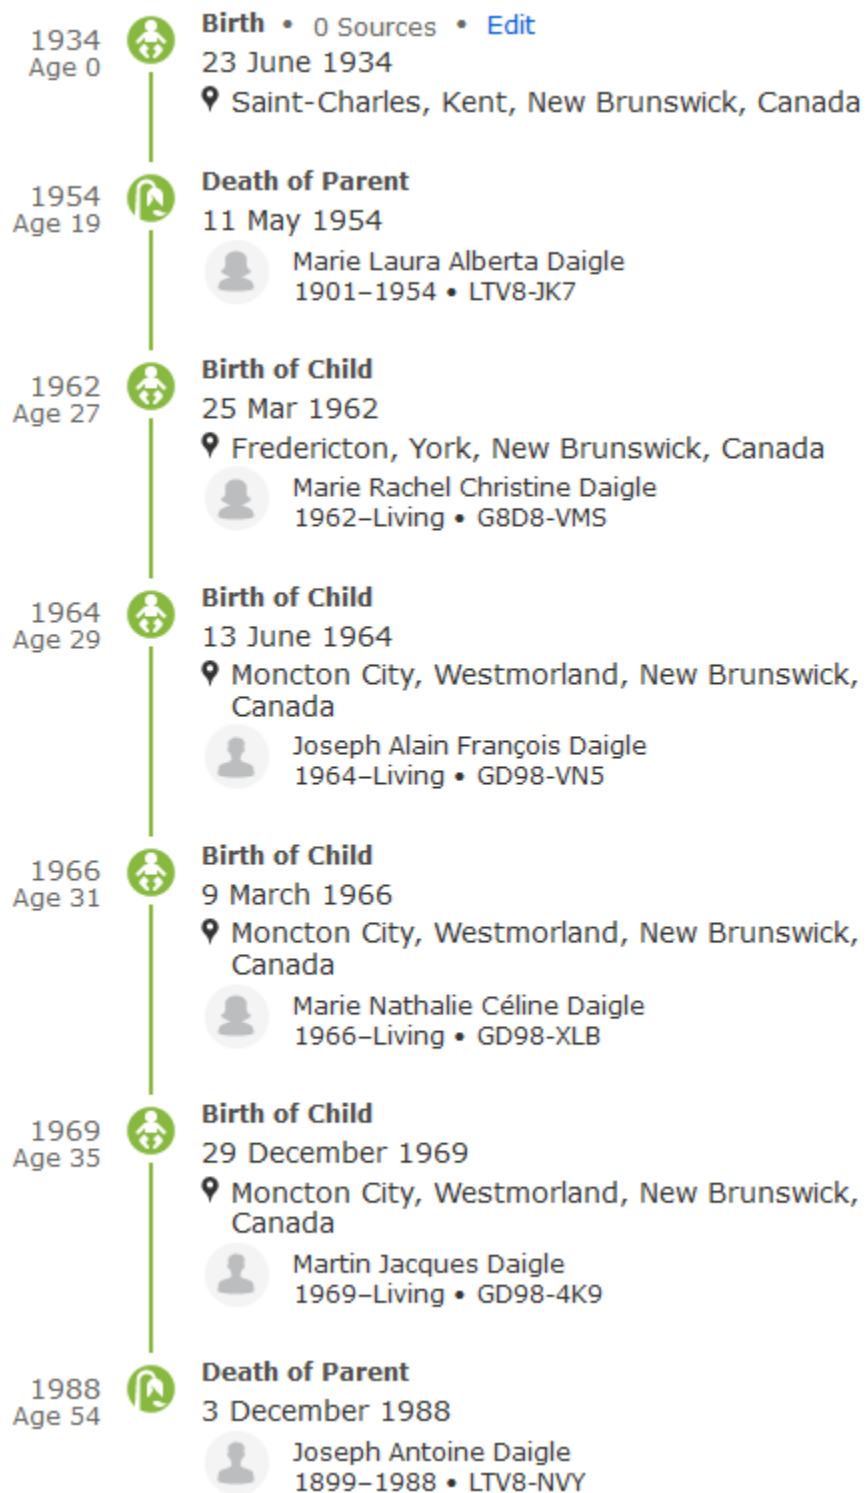 1934
Age 0
Birth • 0 Sources • Edit
23 June 1934
Saint-Charles, Kent, New Brunswick, Canada
1954
Age 19
Death of Parent
11 May 1954
Marie Laura Alberta Daigle
1901–1954 • LTV8-JK7
1962
Age 27
Birth of Child
25 Mar 1962
Fredericton, York, New Brunswick, Canada
Marie Rachel Christine Daigle
1962–Living • G8D8-VMS
1964
Age 29
Birth of Child
13 June 1964
Moncton City, Westmorland, New Brunswick,
Canada
Joseph Alain François Daigle
1964–Living • GD98-VN5
1966
Age 31
Birth of Child
9 March 1966
Moncton City, Westmorland, New Brunswick,
Canada
Marie Nathalie Céline Daigle
1966–Living • GD98-XLB
1969
Age 35
Birth of Child
29 December 1969
Moncton City, Westmorland, New Brunswick,
Canada
Martin Jacques Daigle
1969–Living • GD98-4K9
1988
Age 54
Death of Parent
3 December 1988
Joseph Antoine Daigle
1899–1988 • LTV8-NVY